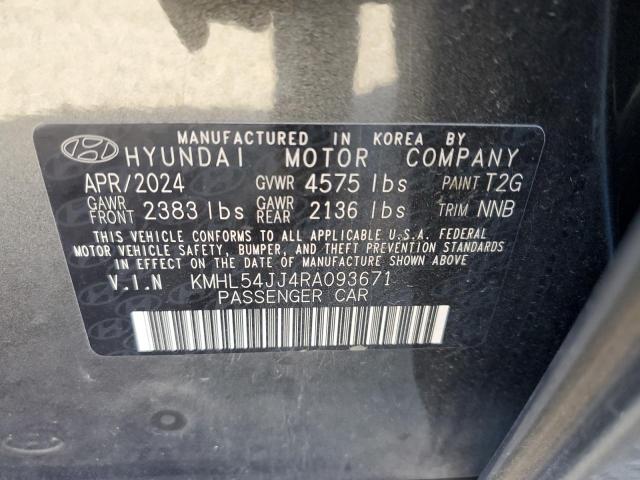 MANUFACTURED IN KOREA BY
HYUNDAI MOTOR COMPANY
APR/2024 GVWR 4575 lbs PAINT T2G
GAWR FRONT 2383 lbs GAWR REAR 2136 lbs TRIM NNB
THIS VEHICLE CONFORMS TO ALL APPLICABLE U.S.A. FEDERAL
MOTOR VEHICLE SAFETY, BUMPER, AND THEFT PREVENTION STANDARDS
IN EFFECT ON THE DATE OF MANUFACTURE SHOWN ABOVE.
V.I.N KMHL54JJ4RA093671
PASSENGER CAR